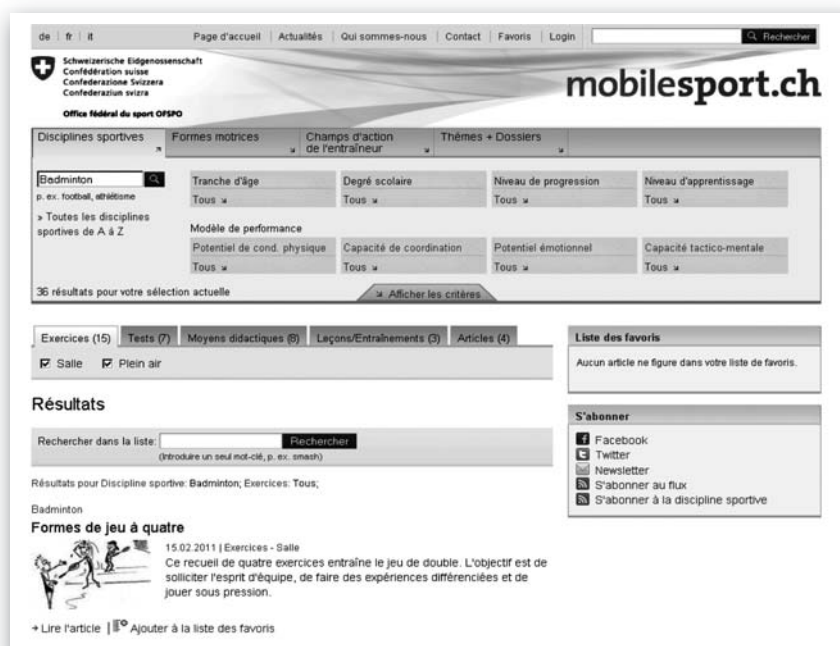 de | fr | it Page d'accueil | Actualités | Qui sommes-nous | Contact | Favoris | Login Rechercher
Schweizerische Eidgenossenschaft
Confédération suisse
Confederazione Svizzera
Confederaziun svizra
Office fédéral du sport OFSPO
mobilesport.ch
Disciplines sportives Formes motrices Champs d'action de l'entraîneur Thèmes + Dossiers
Badminton
p. ex. football, athlétisme
» Toutes les disciplines
sportives de A à Z
Tranche d'âge Degré scolaire Niveau de progression Niveau d'apprentissage
Tous Tous Tous Tous
Modèle de performance
Potentiel de cond. physique Capacité de coordination Potentiel émotionnel Capacité tactico-mentale
Tous Tous Tous Tous
36 résultats pour votre sélection actuelle Afficher les critères
Exercices (15) Tests (7) Moyens didactiques (8) Leçons/Entraînements (3) Articles (4)
Salle Plein air
Résultats
Rechercher dans la liste: Rechercher
(Introduire un seul mot-clé, p. ex. smash)
Résultats pour Discipline sportive: Badminton; Exercices: Tous;
Badminton
Formes de jeu à quatre
15.02.2011 | Exercices - Salle
Ce recueil de quatre exercices entraîne le jeu de double. L'objectif est de
solliciter l'esprit d'équipe, de faire des expériences différenciées et de
jouer sous pression.
Lire l'article | Ajouter à la liste des favoris
Liste des favoris
Aucun article ne figure dans votre liste de favoris.
S'abonner
Facebook
Twitter
Newsletter
S'abonner au flux
S'abonner à la discipline sportive